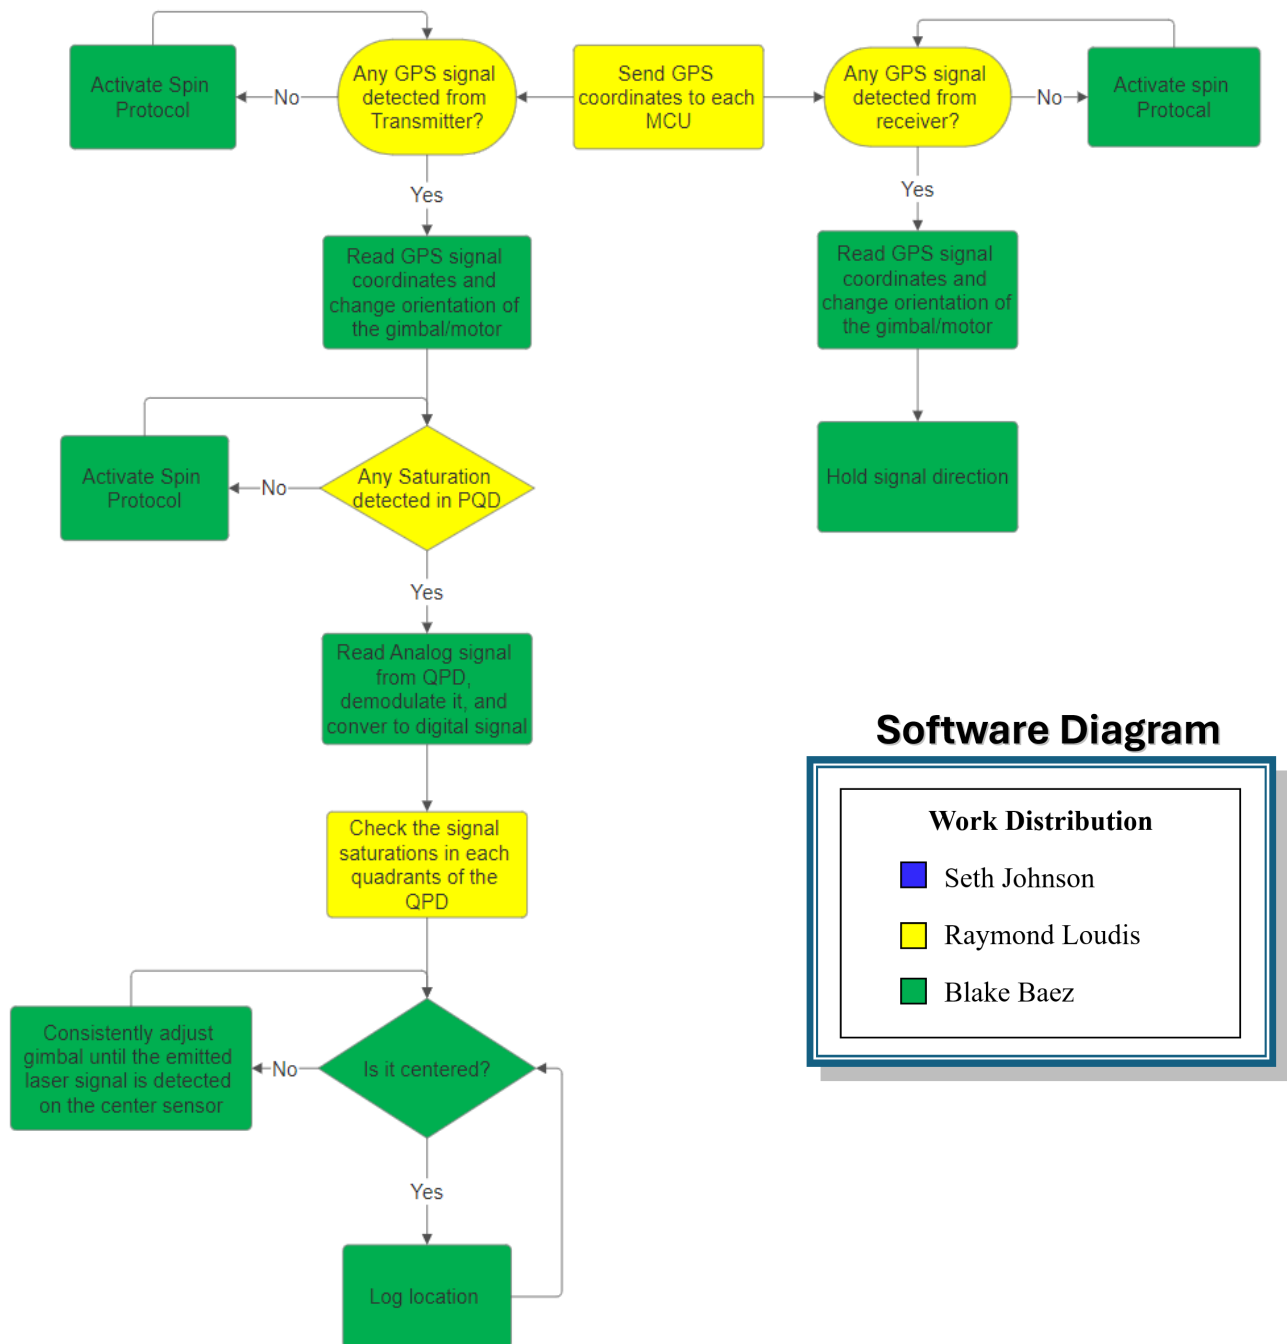 Activate Spin
Protocol
No
Any GPS signal
detected from
Transmitter?
Send GPS
coordinates to each
MCU
Any GPS signal
detected from
receiver?
No
Activate spin
Protocal
Yes
Yes
Read GPS signal
coordinates and
change orientation of
the gimbal/motor
Read GPS signal
coordinates and
change orientation of
the gimbal/motor
Activate Spin
Protocol
No
Any Saturation
detected in PQD
Hold signal direction
Yes
Read Analog signal
from QPD,
demodulate it, and
conver to digital signal
Check the signal
saturations in each
quadrants of the
QPD
Consistently adjust
gimbal until the emitted
laser signal is detected
on the center sensor
No
Is it centered?
Yes
Log location
Software Diagram
Work Distribution
Seth Johnson
Raymond Loudis
Blake Baez